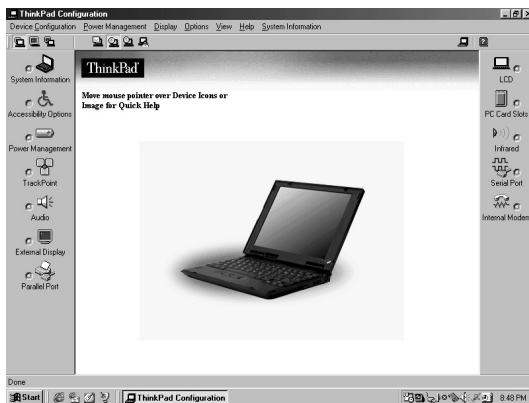 ThinkPad Configuration
Device Configuration Power Management Display Options View Help System Information
ThinkPad
Move mouse pointer over Device Icons or
Image for Quick Help
System Information
Accessibility Options
Power Management
TrackPoint
Audio
External Display
Parallel Port
LCD
PC Card Slots
Infrared
Serial Port
Internal Modem
Done
Start
ThinkPad Configuration
8:48 PM